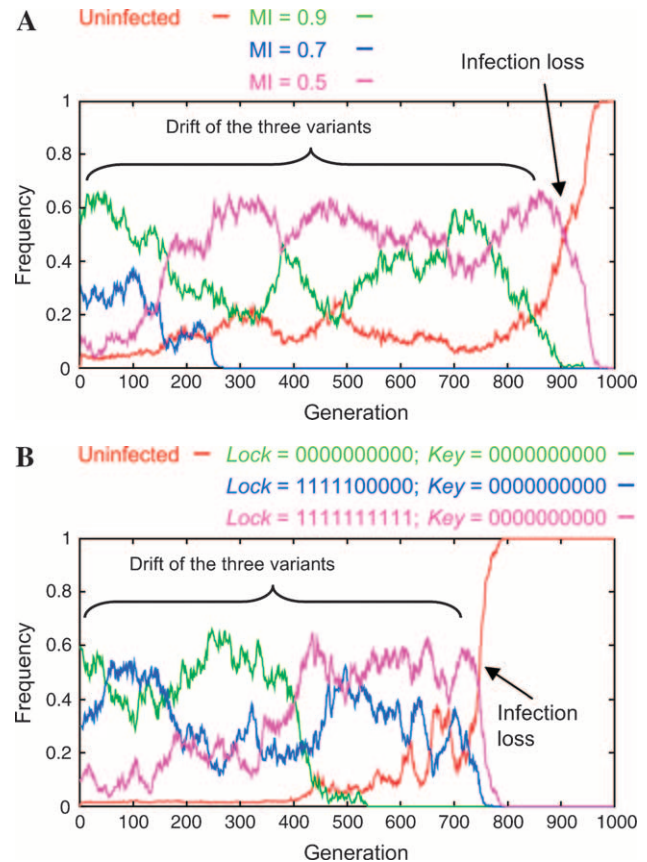 A
Uninfected MI = 0.9
MI = 0.7
MI = 0.5
Infection loss
Drift of the three variants
Frequency
1
0.8
0.6
0.4
0.2
0
0 100 200 300 400 500 600 700 800 900 1000
Generation
B
Uninfected Lock = 0000000000; Key = 0000000000
Lock = 1111100000; Key = 0000000000
Lock = 1111111111; Key = 0000000000
Drift of the three variants
Infection
loss
Frequency
1
0.8
0.6
0.4
0.2
0
0 100 200 300 400 500 600 700 800 900 1000
Generation